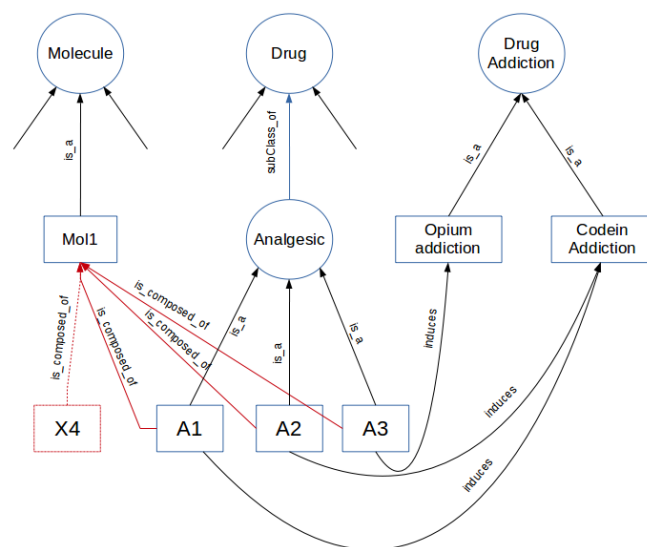 Molecule
Drug
Drug
Addiction
is_a
subClass_of
is_a
is_a
Mol1
Analgesic
Opium
addiction
Codein
Addiction
is_composed_of
is_composed_of
is_composed_of
is_composed_of
is_a
is_a
is_a
induces
induces
induces
X4
A1
A2
A3